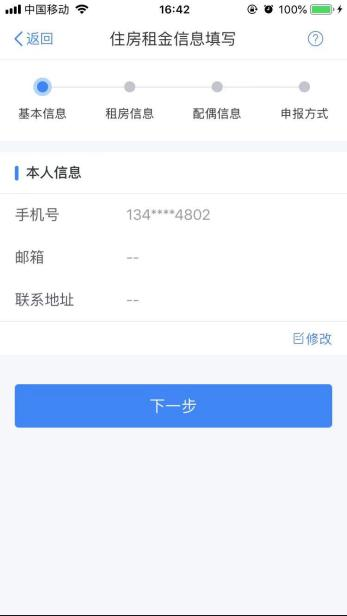 中国移动 16:42 100%
返回 住房租金信息填写 ?
基本信息 租房信息 配偶信息 申报方式
本人信息
手机号 134****4802
邮箱 --
联系地址 --
修改
下一步